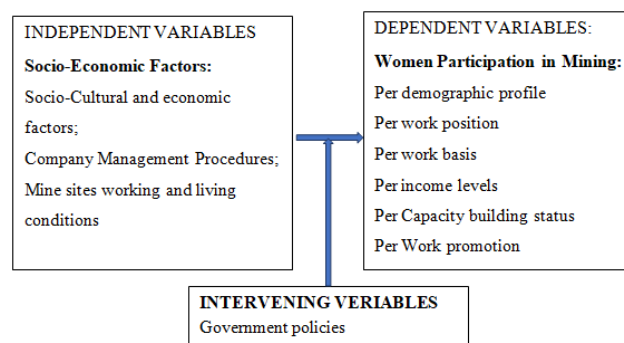 INDEPENDENT VARIABLES
Socio-Economic Factors:
Socio-Cultural and economic
factors;
Company Management Procedures;
Mine sites working and living
conditions
DEPENDENT VARIABLES:
Women Participation in Mining:
Per demographic profile
Per work position
Per work basis
Per income levels
Per Capacity building status
Per Work promotion
INTERVENING VERIABLES
Government policies